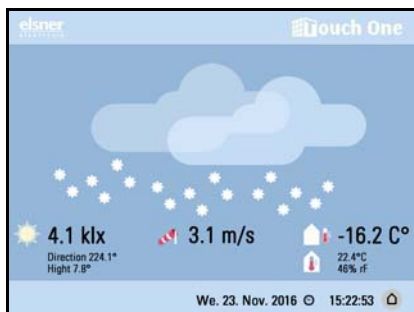 elsner
elektronik
Touch One
4.1 klx
3.1 m/s
-16.2 C°
Direction 224.1°
Hight 7.8°
22.4°C
46% rF
We. 23. Nov. 2016
15:22:53